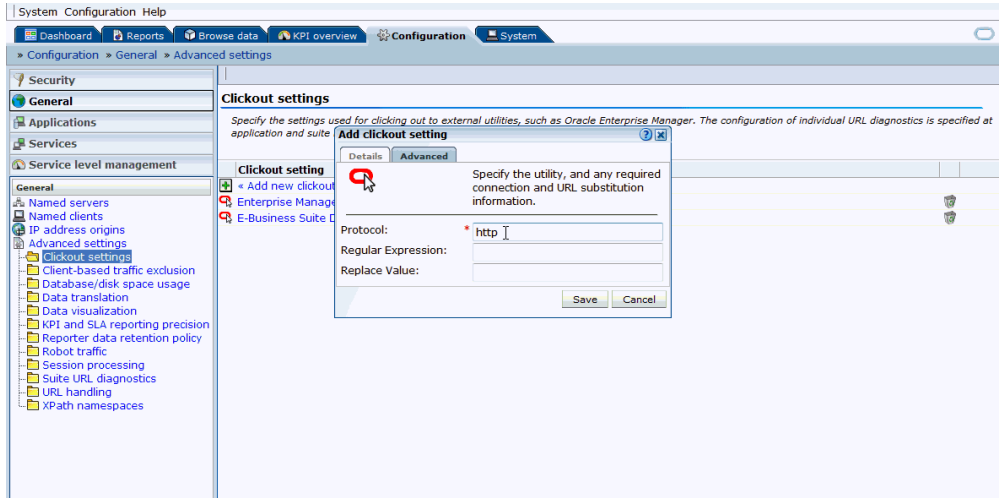 System Configuration Help
Dashboard Reports Browse data KPI overview Configuration System
» Configuration » General » Advanced settings
Security
General
Applications
Services
Service level management
General
Named servers
Named clients
IP address origins
Advanced settings
Clickout settings
Client-based traffic exclusion
Database/disk space usage
Data translation
Data visualization
KPI and SLA reporting precision
Reporter data retention policy
Robot traffic
Session processing
Suite URL diagnostics
URL handling
XPath namespaces
Clickout settings
Specify the settings used for clicking out to external utilities, such as Oracle Enterprise Manager. The configuration of individual URL diagnostics is specified at
application and suite
Clickout setting
« Add new clickout
Enterprise Manage
E-Business Suite D
Add clickout setting
Details Advanced
Specify the utility, and any required
connection and URL substitution
information.
Protocol: * http
Regular Expression:
Replace Value:
Save Cancel